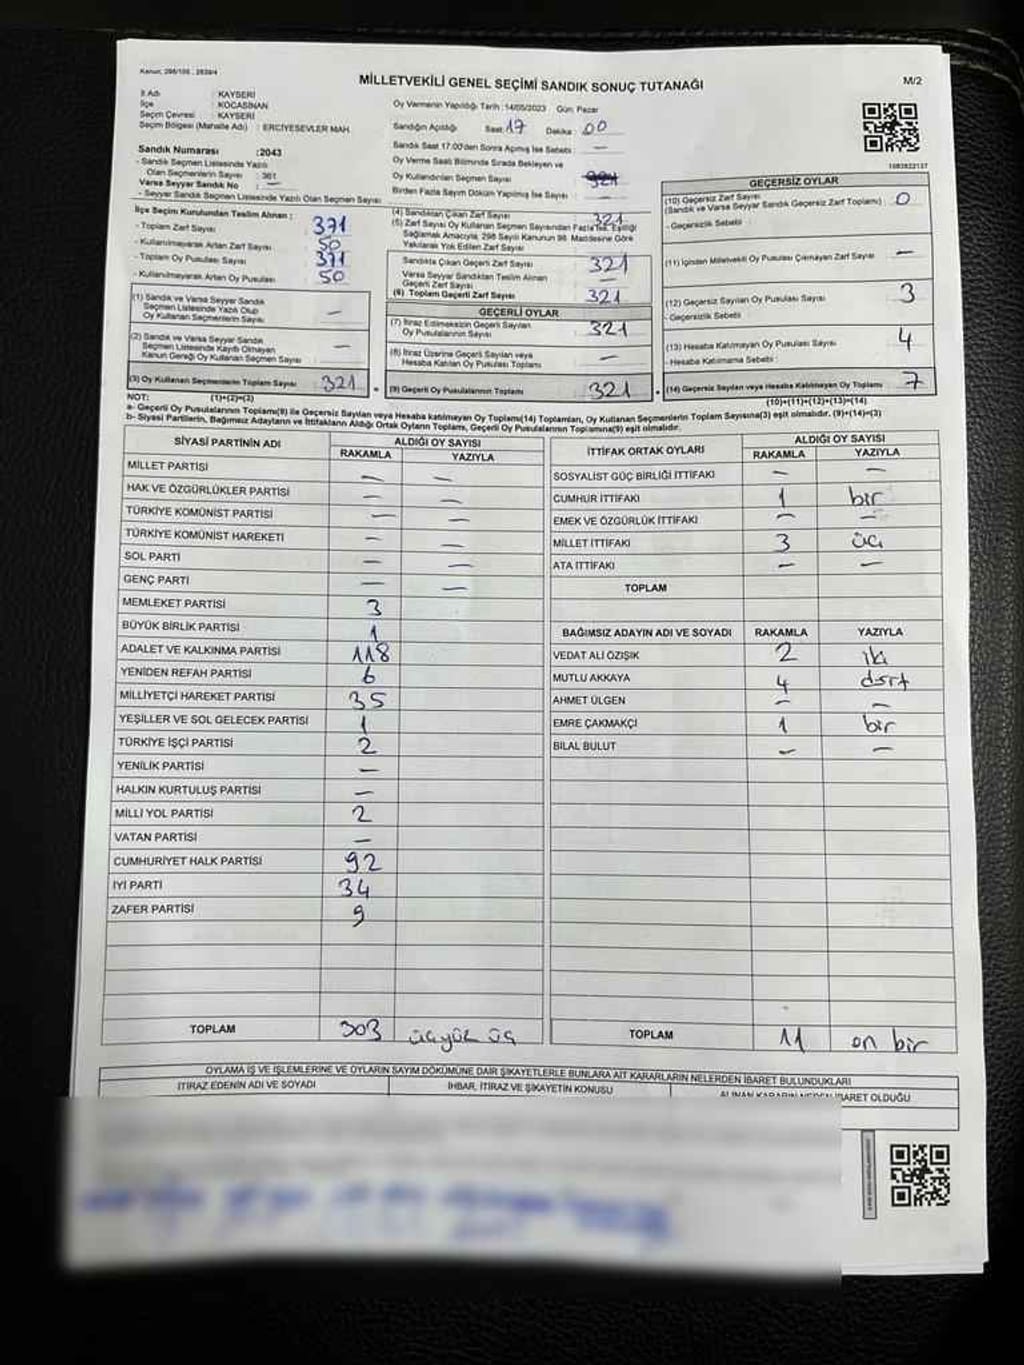 Kanun: 298/105 ; 2839/4
MİLLETVEKİLİ GENEL SEÇİMİ SANDIK SONUÇ TUTANAĞI
M/2
İl Adı : KAYSERİ
İlçe : KOCASİNAN
Seçim Çevresi : KAYSERİ
Seçim Bölgesi (Mahalle Adı) : ERCİYESEVLER MAH.
Sandık Numarası :2043
- Sandık Seçmen Listesinde Yazılı
Olan Seçmenlerin Sayısı : 361
Varsa Seyyar Sandık No : —
- Seyyar Sandık Seçmen Listesinde Yazılı Olan Seçmen Sayısı
Oy Vermenin Yapıldığı Tarih : 14/05/2023 Gün: Pazar
Sandığın Açıldığı Saat: 17 Dakika : 00
Sandık Saat 17.00'den Sonra Açılmış İse Sebebi : —
Oy Verme Saati Bitiminde Sırada Bekleyen ve
Oy Kullandırılan Seçmen Sayısı
Birden Fazla Sayım Döküm Yapılmış İse Sayısı —
1083822137
İlçe Seçim Kurulundan Teslim Alınan :
- Toplam Zarf Sayısı 371
- Kullanılmayarak Artan Zarf Sayısı 50
- Toplam Oy Pusulası Sayısı 371
- Kullanılmayarak Artan Oy Pusulası 50
(1) Sandık ve Varsa Seyyar Sandık
Seçmen Listesinde Yazılı Olup
Oy Kullanan Seçmenlerin Sayısı —
(2) Sandık ve Varsa Seyyar Sandık
Seçmen Listesinde Kayıtlı Olmayan
Kanun Gereği Oy Kullanan Seçmen Sayısı —
(3) Oy Kullanan Seçmenlerin Toplam Sayısı 321
(1)+(2)=(3)
(4) Sandıktan Çıkan Zarf Sayısı 321
(5) Zarf Sayısı Oy Kullanan Seçmen Sayısından Fazla İse, Eşitliği
Sağlamak Amacıyla, 298 Sayılı Kanunun 98. Maddesine Göre
Yakılarak Yok Edilen Zarf Sayısı
Sandıkta Çıkan Geçerli Zarf Sayısı 321
Varsa Seyyar Sandıktan Teslim Alınan
Geçerli Zarf Sayısı
(6) Toplam Geçerli Zarf Sayısı 321
GEÇERLİ OYLAR
(7) İtiraz Edilmeksizin Geçerli Sayılan
Oy Pusulalarının Sayısı 321
(8) İtiraz Üzerine Geçerli Sayılan veya
Hesaba Katılan Oy Pusulası Sayısı —
(9) Geçerli Oy Pusulalarının Toplamı 321
GEÇERSİZ OYLAR
(10) Geçersiz Zarf Sayısı
(Sandık ve Varsa Seyyar Sandık Geçersiz Zarf Toplamı) 0
- Geçersizlik Sebebi :
(11) İçinden Milletvekili Oy Pusulası Çıkmayan Zarf Sayısı —
(12) Geçersiz Sayılan Oy Pusulası Sayısı 3
- Geçersizlik Sebebi
(13) Hesaba Katılmayan Oy Pusulası Sayısı 4
- Hesaba Katılmama Sebebi :
(14) Geçersiz Sayılan veya Hesaba Katılmayan Oy Toplamı 7
(10)+(11)+(12)+(13)=(14)
NOT:
a- Geçerli Oy Pusulalarının Toplamı(9) ile Geçersiz Sayılan veya Hesaba katılmayan Oy Toplamı(14) Toplamları, Oy Kullanan Seçmenlerin Toplam Sayısına(3) eşit olmalıdır. (9)+(14)=(3)
b- Siyasi Partilerin, Bağımsız Adayların ve İttifakların Aldığı Ortak Oyların Toplamı, Geçerli Oy Pusulalarının Toplamına(9) eşit olmalıdır.
SİYASİ PARTİNİN ADI ALDIĞI OY SAYISI
RAKAMLA YAZIYLA
MİLLET PARTİSİ — —
HAK VE ÖZGÜRLÜKLER PARTİSİ — —
TÜRKİYE KOMÜNİST PARTİSİ — —
TÜRKİYE KOMÜNİST HAREKETİ — —
SOL PARTİ — —
GENÇ PARTİ — —
MEMLEKET PARTİSİ 3
BÜYÜK BİRLİK PARTİSİ 1
ADALET VE KALKINMA PARTİSİ 118
YENİDEN REFAH PARTİSİ 6
MİLLİYETÇİ HAREKET PARTİSİ 35
YEŞİLLER VE SOL GELECEK PARTİSİ 1
TÜRKİYE İŞÇİ PARTİSİ 2
YENİLİK PARTİSİ —
HALKIN KURTULUŞ PARTİSİ —
MİLLİ YOL PARTİSİ 2
VATAN PARTİSİ —
CUMHURİYET HALK PARTİSİ 92
İYİ PARTİ 34
ZAFER PARTİSİ 9
TOPLAM 303 üçyüz üç
İTTİFAK ORTAK OYLARI ALDIĞI OY SAYISI
RAKAMLA YAZIYLA
SOSYALİST GÜÇ BİRLİĞİ İTTİFAKI — —
CUMHUR İTTİFAKI 1 bir
EMEK VE ÖZGÜRLÜK İTTİFAKI — —
MİLLET İTTİFAKI 3 üç
ATA İTTİFAKI — —
TOPLAM
BAĞIMSIZ ADAYIN ADI VE SOYADI RAKAMLA YAZIYLA
VEDAT ALİ ÖZIŞIK 2 iki
MUTLU AKKAYA 4 dört
AHMET ÜLGEN — —
EMRE ÇAKMAKÇI 1 bir
BİLAL BULUT — —
TOPLAM 11 on bir
OYLAMA İŞ VE İŞLEMLERİNE VE OYLARIN SAYIM DÖKÜMÜNE DAİR ŞİKAYETLERLE BUNLARA AİT KARARLARIN NELERDEN İBARET BULUNDUKLARI
İTİRAZ EDENİN ADI VE SOYADI İHBAR, İTİRAZ VE ŞİKAYETİN KONUSU ALINAN KARARIN NEDEN İBARET OLDUĞU